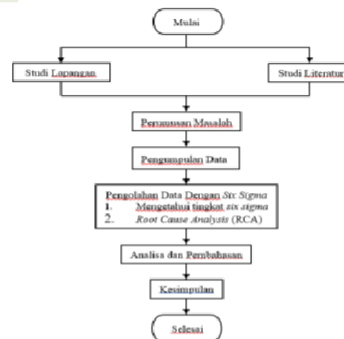 Mulai
Studi Lapangan
Studi Literatur
Perumusan Masalah
Pengumpulan Data
Pengolahan Data Dengan Six Sigma
1. Mengetahui tingkat six sigma
2. Root Cause Analysis (RCA)
Analisa dan Pembahasan
Kesimpulan
Selesai